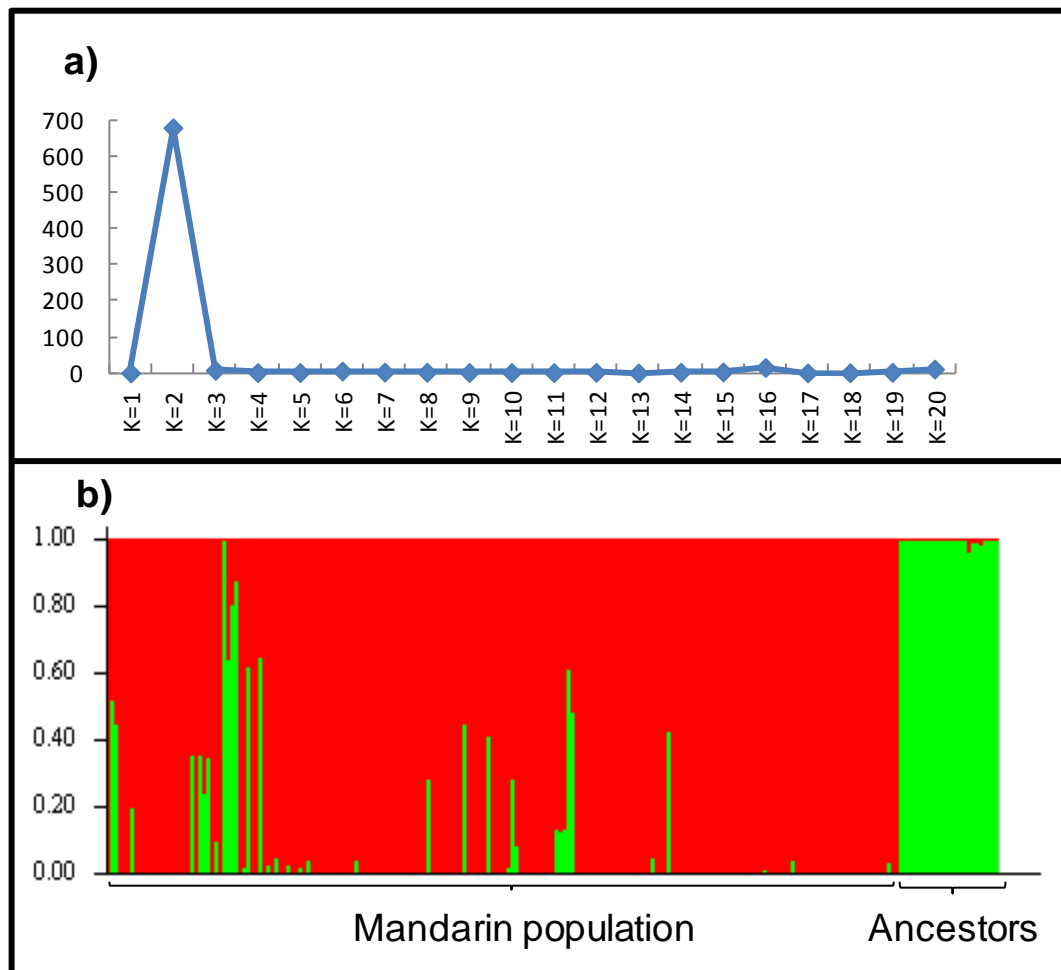 a)
700
600
500
400
300
200
100
0
K=1
K=2
K=3
K=4
K=5
K=6
K=7
K=8
K=9
K=10
K=11
K=12
K=13
K=14
K=15
K=16
K=17
K=18
K=19
K=20
b)
1.00
0.80
0.60
0.40
0.20
0.00
Mandarin population Ancestors